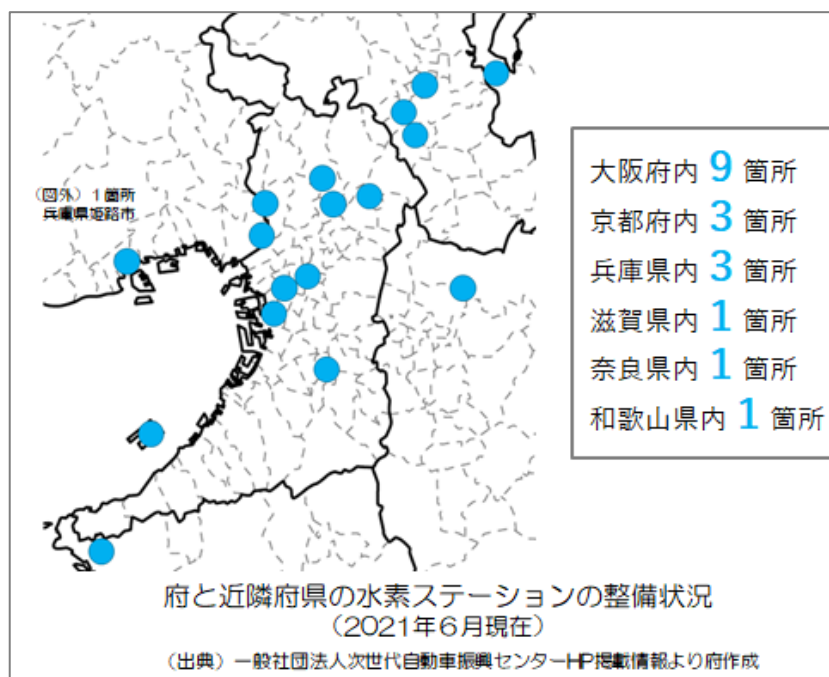 （図外）１箇所
兵庫県姫路市
大阪府内 9 箇所
京都府内 3 箇所
兵庫県内 3 箇所
滋賀県内 1 箇所
奈良県内 1 箇所
和歌山県内 1 箇所
府と近隣府県の水素ステーションの整備状況
（2021年６月現在）
（出典）一般社団法人次世代自動車振興センターHP掲載情報より府作成